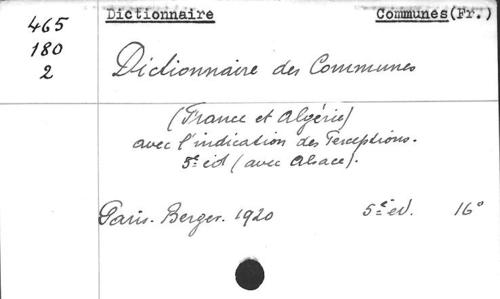 Dictionnaire Communes(Fr.)
465
180
2
Dictionnaire des Communes
(France et Algérie)
avec l'indication des Perceptions.
5e éd (avec Alsace).
Paris. Berger. 1920 5e éd. 16°